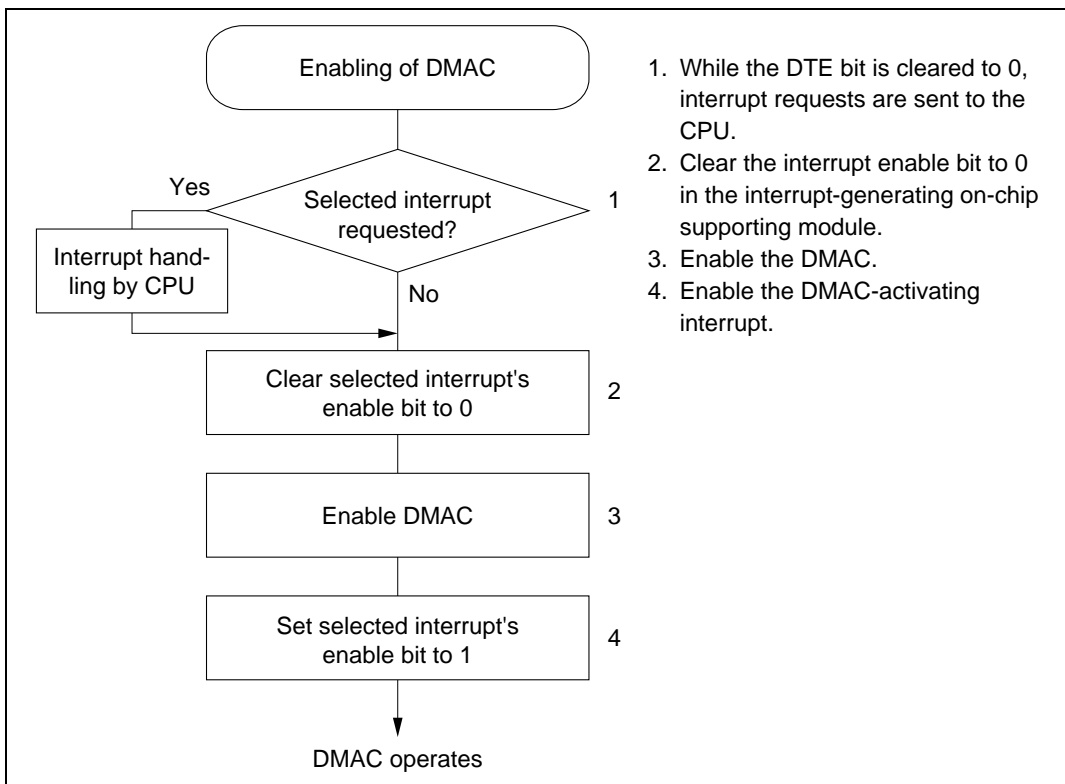 Enabling of DMAC
Yes
Selected interrupt
requested?
1
Interrupt hand-
ling by CPU
No
Clear selected interrupt's
enable bit to 0
2
Enable DMAC
3
Set selected interrupt's
enable bit to 1
4
DMAC operates
1. While the DTE bit is cleared to 0,
interrupt requests are sent to the
CPU.
2. Clear the interrupt enable bit to 0
in the interrupt-generating on-chip
supporting module.
3. Enable the DMAC.
4. Enable the DMAC-activating
interrupt.